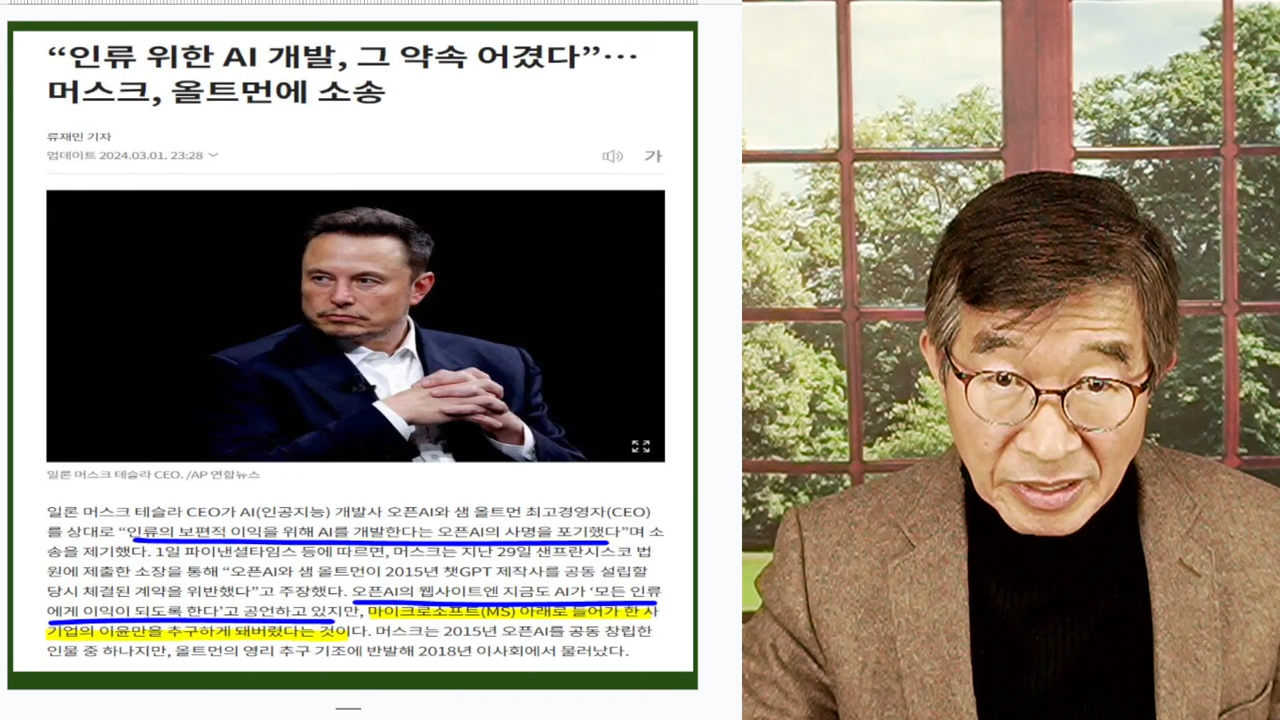 “인류 위한 AI 개발, 그 약속 어겼다”…
머스크, 올트먼에 소송
류재민 기자
업데이트 2024.03.01. 23:28
가
일론 머스크 테슬라 CEO. /AP 연합뉴스
일론 머스크 테슬라 CEO가 AI(인공지능) 개발사 오픈AI와 샘 올트먼 최고경영자(CEO)
를 상대로 “인류의 보편적 이익을 위해 AI를 개발한다는 오픈AI의 사명을 포기했다”며 소
송을 제기했다. 1일 파이낸셜타임스 등에 따르면, 머스크는 지난 29일 샌프란시스코 법
원에 제출한 소장을 통해 “오픈AI와 샘 올트먼이 2015년 챗GPT 제작사를 공동 설립할
당시 체결된 계약을 위반했다”고 주장했다. 오픈AI의 웹사이트엔 지금도 AI가 ‘모든 인류
에게 이익이 되도록 한다’고 공언하고 있지만, 마이크로소프트(MS) 아래로 들어가 한 사
기업의 이윤만을 추구하게 돼버렸다는 것이다. 머스크는 2015년 오픈AI를 공동 창립한
인물 중 하나지만, 올트먼의 영리 추구 기조에 반발해 2018년 이사회에서 물러났다.